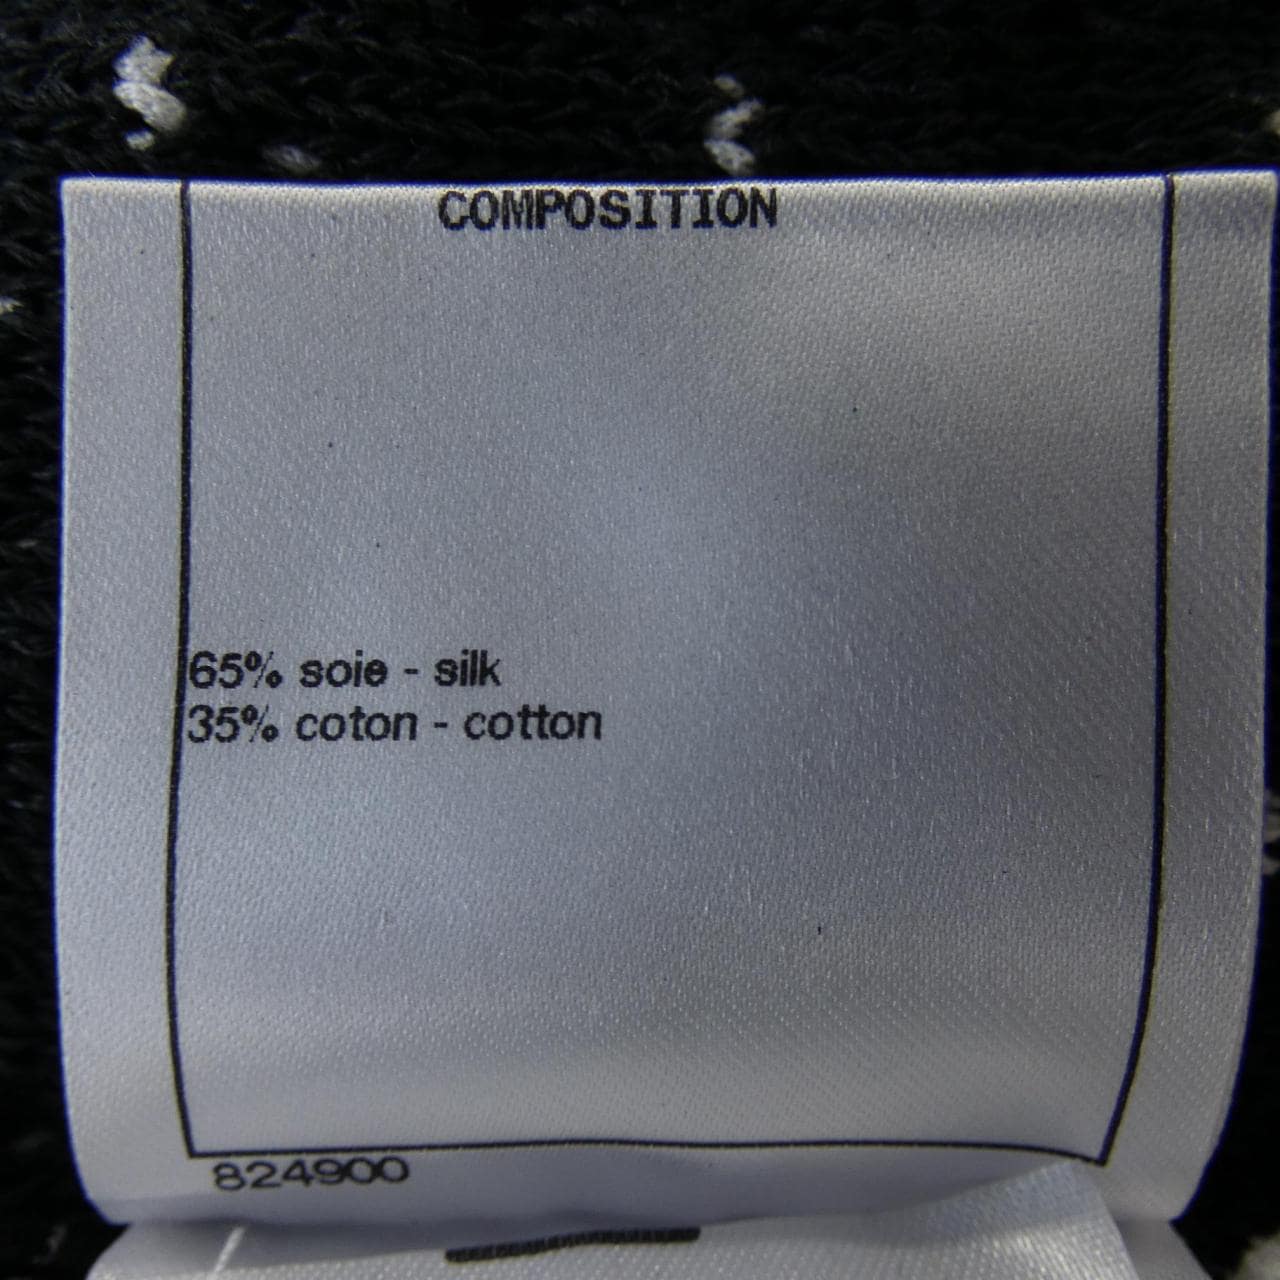 COMPOSITION
65% soie - silk
35% coton - cotton
824900